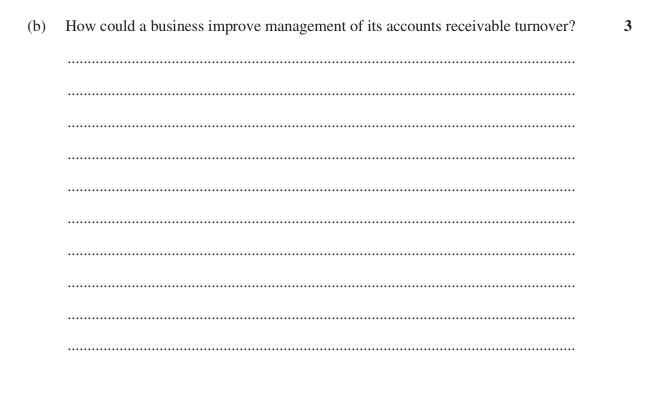 (b) How could a business improve management of its accounts receivable turnover? 3